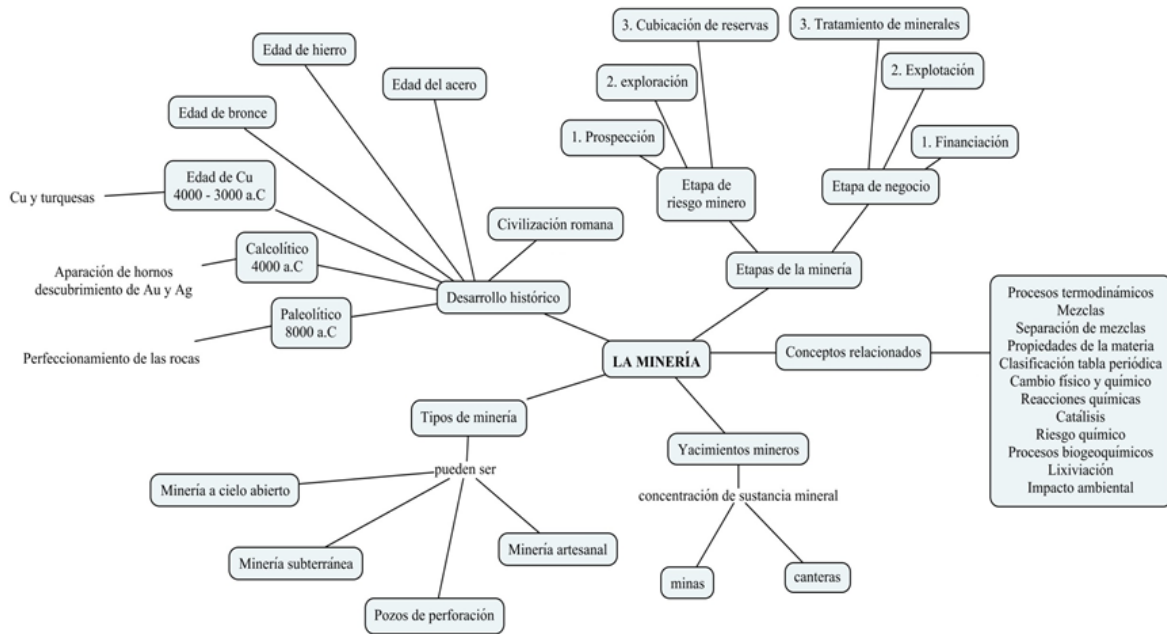 3. Cubicación de reservas
3. Tratamiento de minerales
Edad de hierro
Edad del acero
2. exploración
2. Explotación
Edad de bronce
1. Prospección
1. Financiación
Edad de Cu
4000 - 3000 a.C
Cu y turquesas
Etapa de
riesgo minero
Etapa de negocio
Civilización romana
Calcolítico
4000 a.C
Aparación de hornos
descubrimiento de Au y Ag
Etapas de la minería
Desarrollo histórico
Paleolítico
8000 a.C
Perfeccionamiento de las rocas
LA MINERÍA
Conceptos relacionados
Procesos termodinámicos
Mezclas
Separación de mezclas
Propiedades de la materia
Clasificación tabla periódica
Cambio físico y químico
Reacciones químicas
Catálisis
Riesgo químico
Procesos biogeoquímicos
Lixiviación
Impacto ambiental
Tipos de minería
pueden ser
Minería a cielo abierto
Minería subterránea
Pozos de perforación
Minería artesanal
Yacimientos mineros
concentración de sustancia mineral
minas
canteras